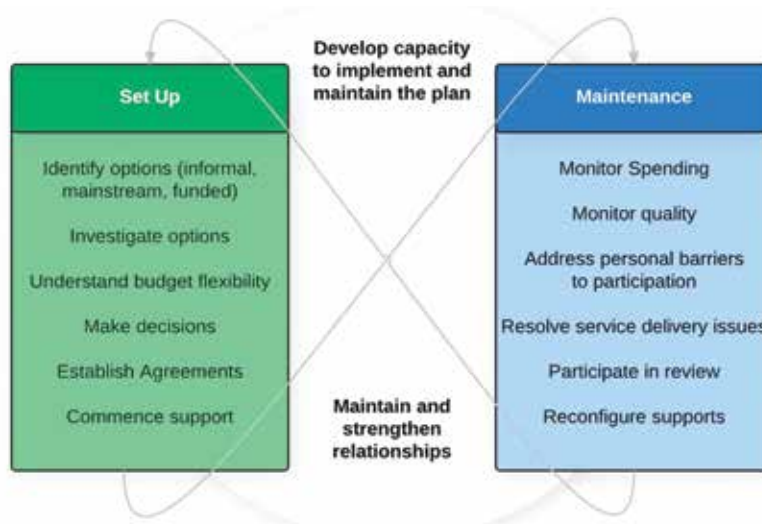 Develop capacity
to implement and
maintain the plan
Set Up
Identify options (informal,
mainstream, funded)
Investigate options
Understand budget flexibility
Make decisions
Establish Agreements
Commence support
Maintenance
Monitor Spending
Monitor quality
Address personal barriers
to participation
Resolve service delivery issues
Participate in review
Reconfigure supports
Maintain and
strengthen
relationships